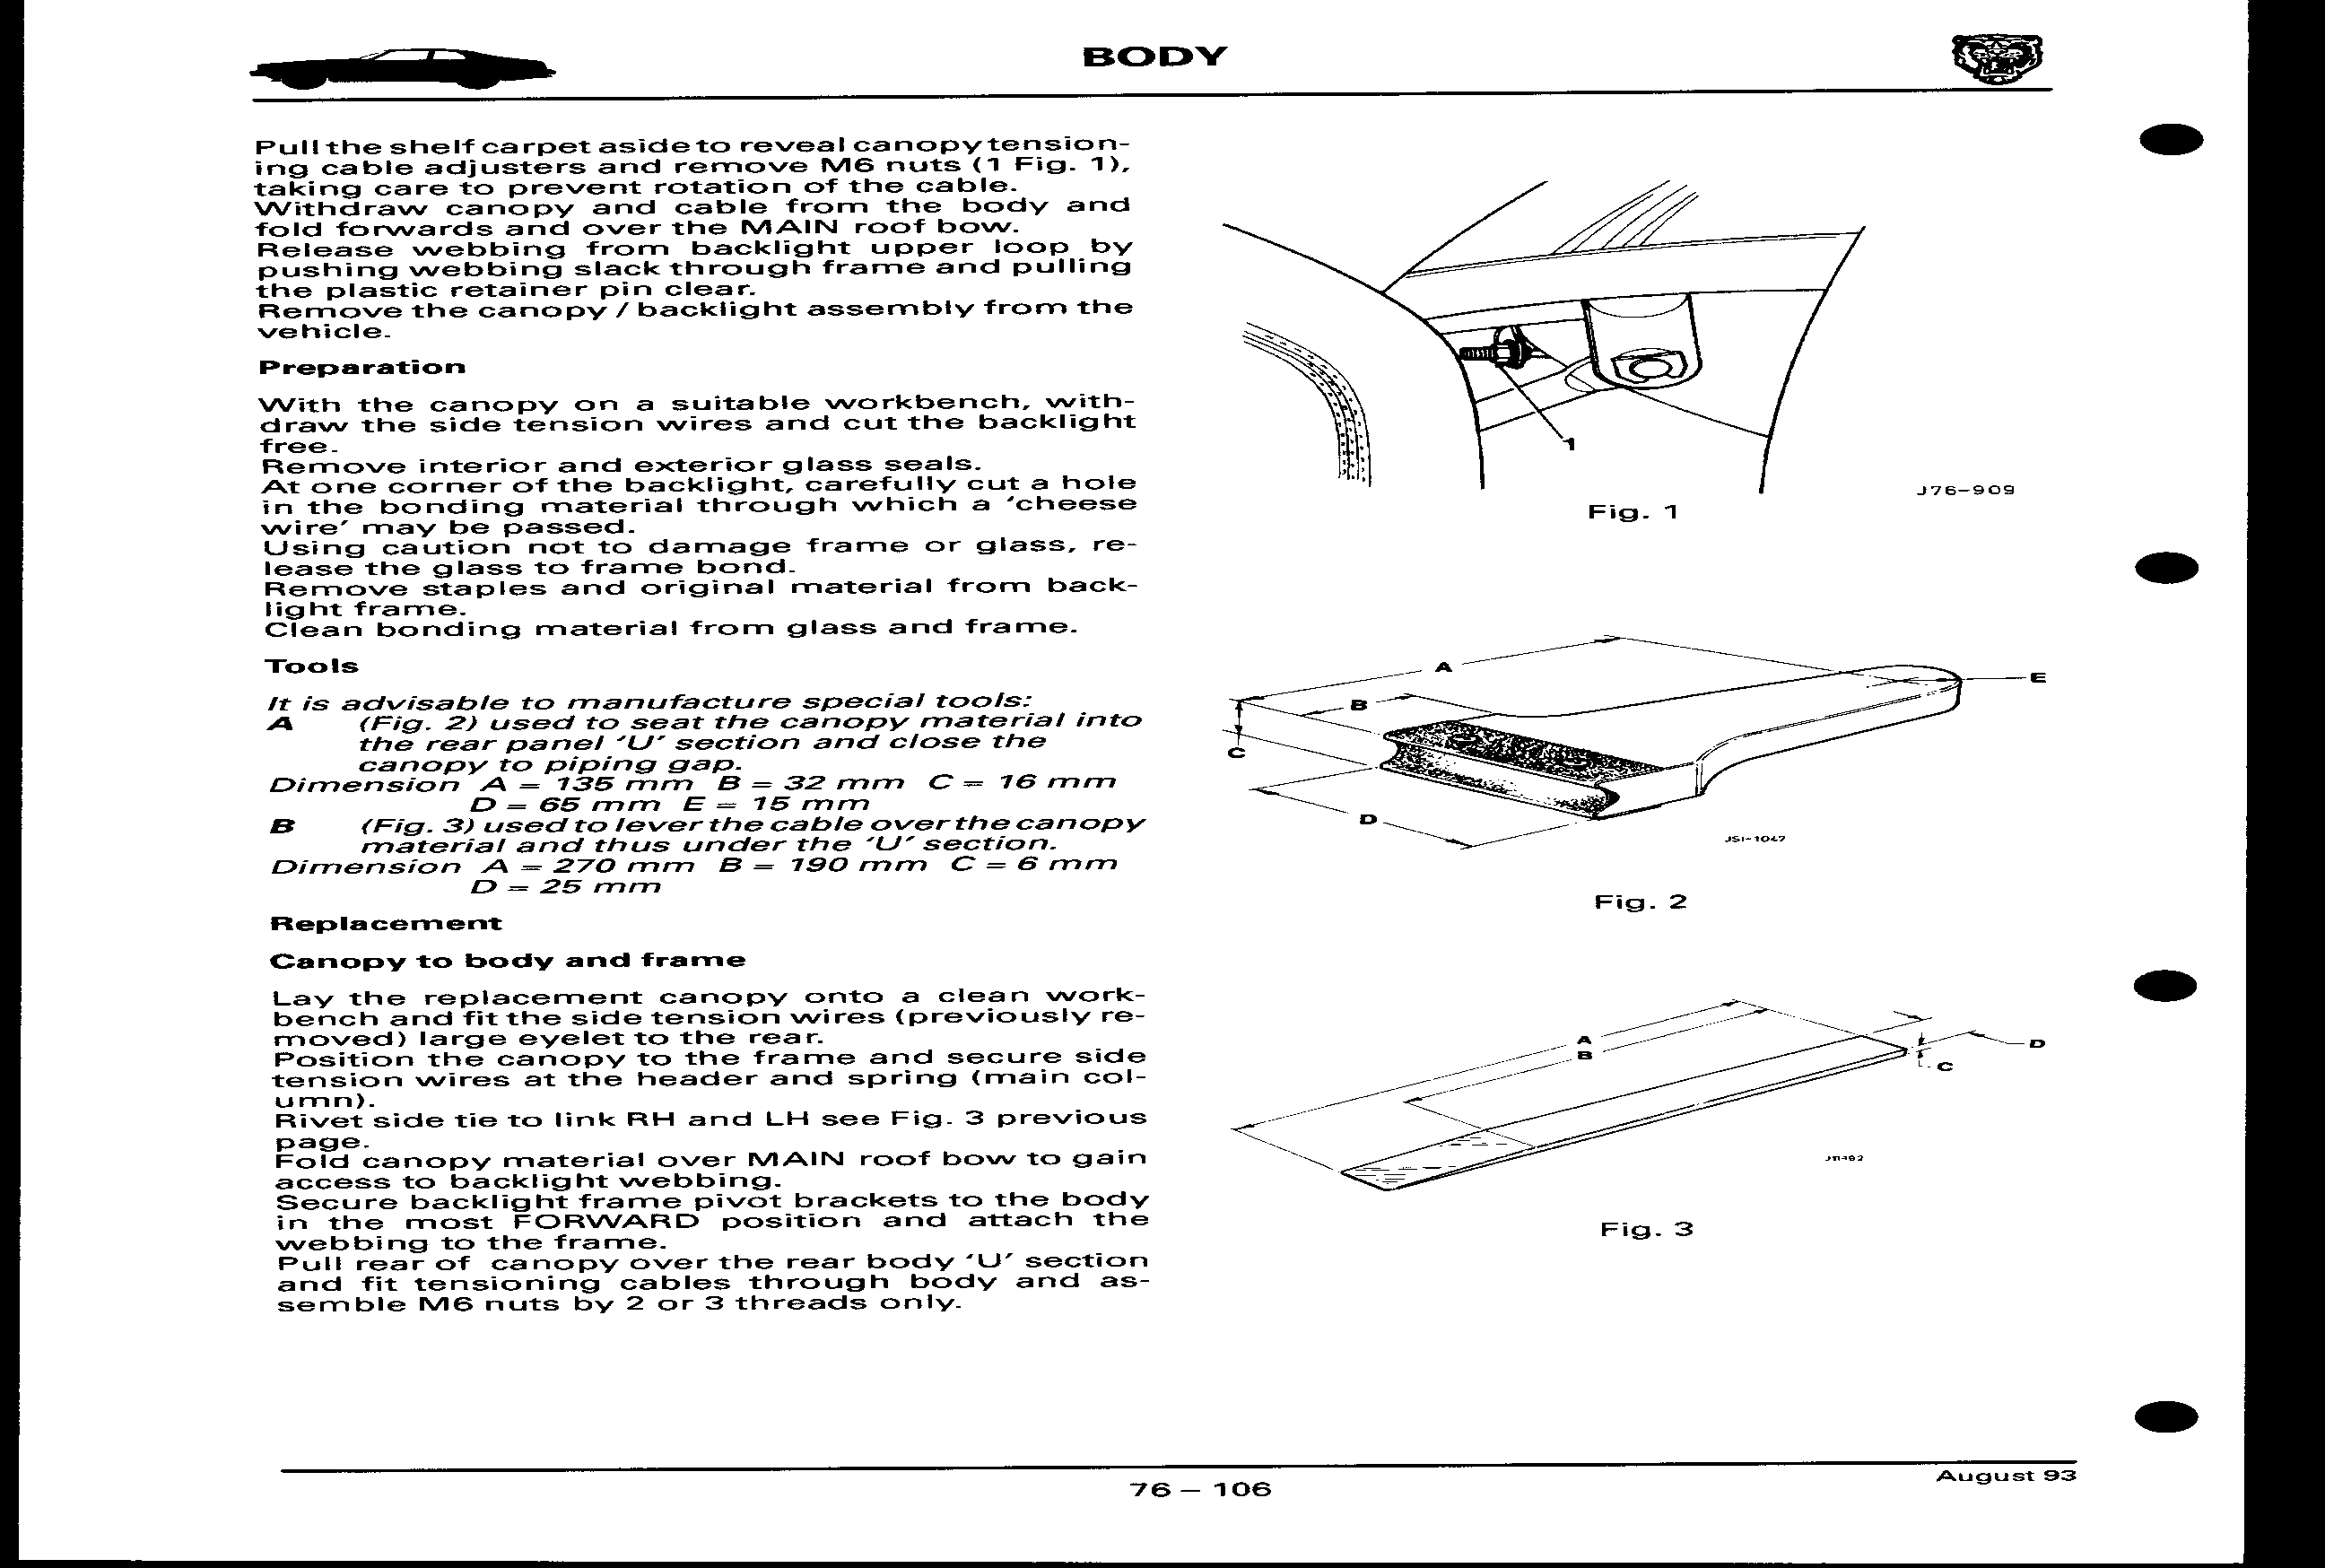 BODY
Pull the shelf carpet aside to reveal canopy tension-
ing cable adjusters and remove M6 nuts (1 Fig. 1),
taking care to prevent rotation of the cable.
Withdraw canopy and cable from the body and
fold forwards and over the MAIN roof bow.
Release webbing from backlight upper loop by
pushing webbing slack through frame and pulling
the plastic retainer pin clear.
Remove the canopy / backlight assembly from the
vehicle.
Preparation
With the canopy on a suitable workbench, with-
draw the side tension wires and cut the backlight
free.
Remove interior and exterior glass seals.
At one corner of the backlight, carefully cut a hole
in the bonding material through which a 'cheese
wire' may be passed.
Using caution not to damage frame or glass, re-
lease the glass to frame bond.
Remove staples and original material from back-
light frame.
Clean bonding material from glass and frame.
Tools
It is advisable to manufacture special tools:
A (Fig. 2) used to seat the canopy material into
the rear panel 'U' section and close the
canopy to piping gap.
Dimension A = 135 mm B = 32 mm C = 16 mm
D = 65 mm E = 15 mm
B (Fig. 3) used to lever the cable over the canopy
material and thus under the 'U' section.
Dimension A = 270 mm B = 190 mm C = 6 mm
D = 25 mm
Replacement
Canopy to body and frame
Lay the replacement canopy onto a clean work-
bench and fit the side tension wires (previously re-
moved) large eyelet to the rear.
Position the canopy to the frame and secure side
tension wires at the header and spring (main col-
umn).
Rivet side tie to link RH and LH see Fig. 3 previous
page.
Fold canopy material over MAIN roof bow to gain
access to backlight webbing.
Secure backlight frame pivot brackets to the body
in the most FORWARD position and attach the
webbing to the frame.
Pull rear of canopy over the rear body 'U' section
and fit tensioning cables through body and as-
semble M6 nuts by 2 or 3 threads only.
1
J76-909
Fig. 1
A
E
B
C
D
JS1-1047
Fig. 2
A
B
D
C
Fig. 3
76 – 106
August 93